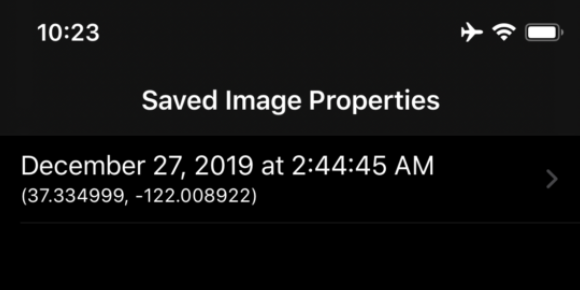 10:23
Saved Image Properties
December 27, 2019 at 2:44:45 AM
(37.334999, -122.008922)